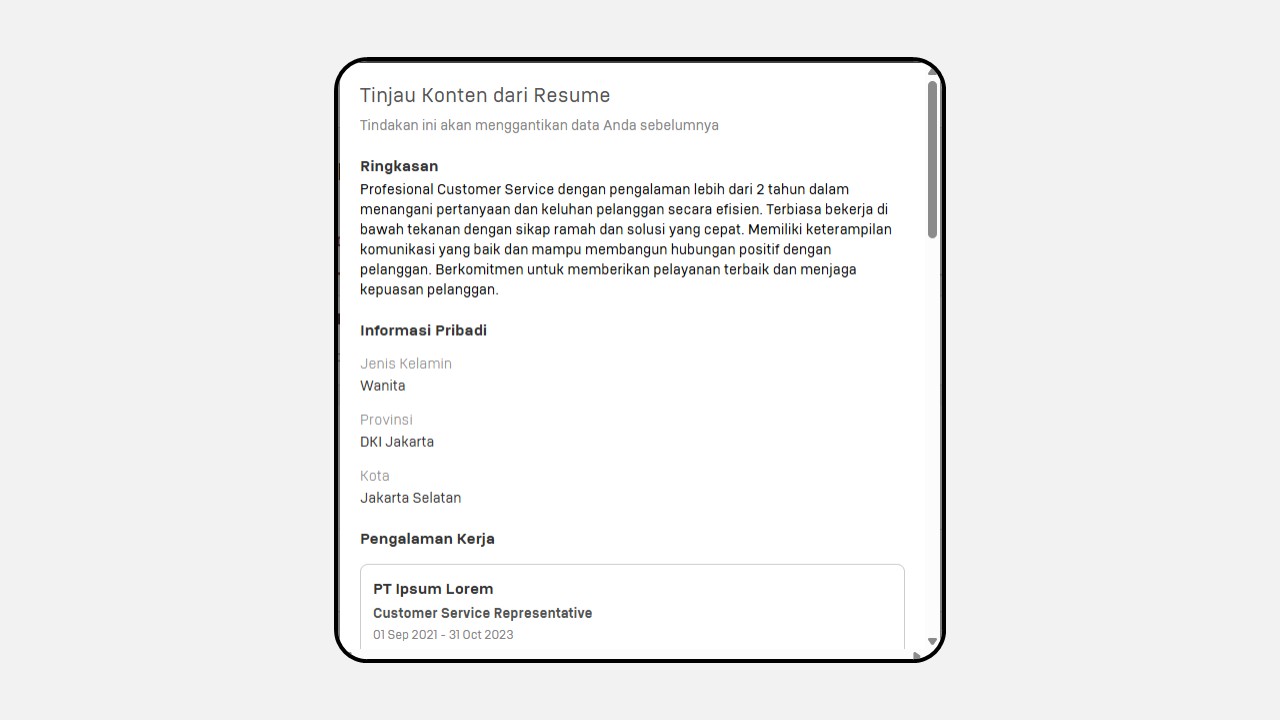 Tinjau Konten dari Resume
Tindakan ini akan menggantikan data Anda sebelumnya
Ringkasan
Profesional Customer Service dengan pengalaman lebih dari 2 tahun dalam
menangani pertanyaan dan keluhan pelanggan secara efisien. Terbiasa bekerja di
bawah tekanan dengan sikap ramah dan solusi yang cepat. Memiliki keterampilan
komunikasi yang baik dan mampu membangun hubungan positif dengan
pelanggan. Berkomitmen untuk memberikan pelayanan terbaik dan menjaga
kepuasan pelanggan.
Informasi Pribadi
Jenis Kelamin
Wanita
Provinsi
DKI Jakarta
Kota
Jakarta Selatan
Pengalaman Kerja
PT Ipsum Lorem
Customer Service Representative
01 Sep 2021 - 31 Oct 2023